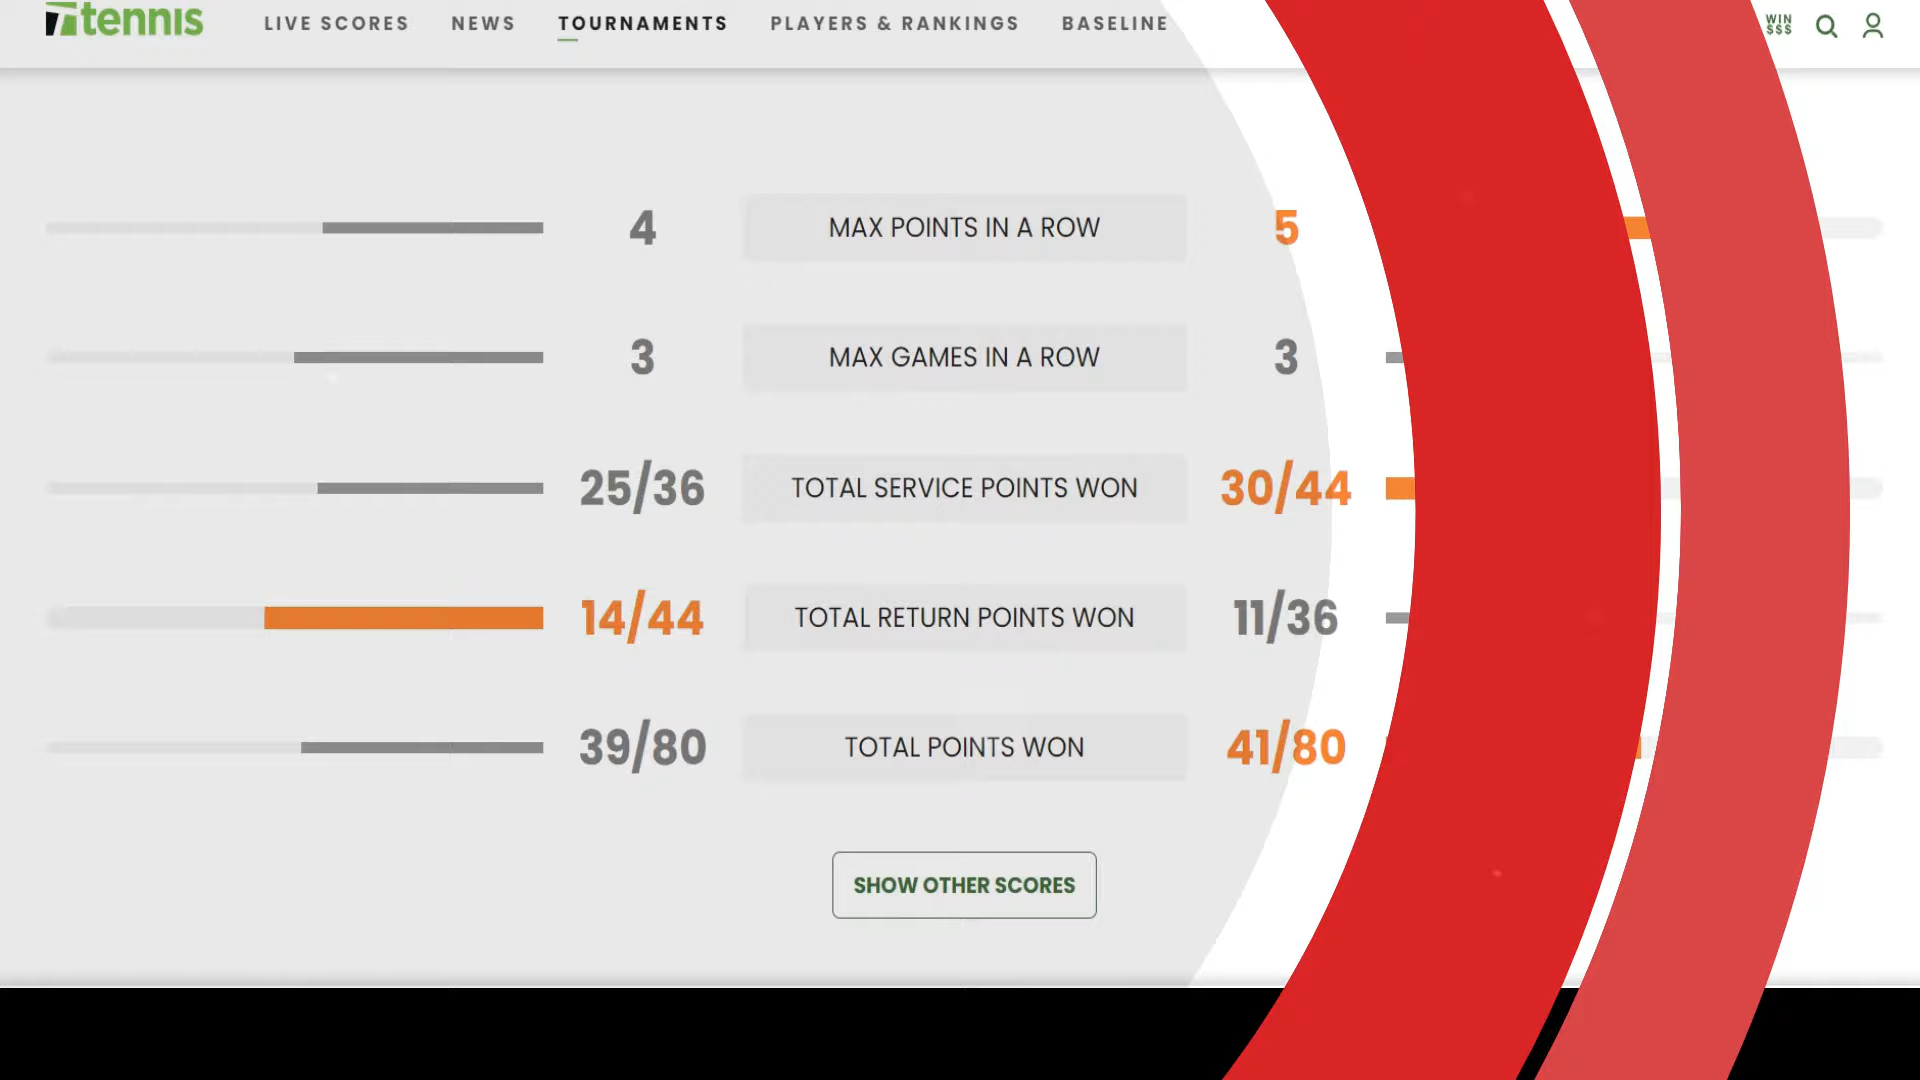 tennis LIVE SCORES NEWS TOURNAMENTS PLAYERS & RANKINGS BASELINE WIN
$$$
4 MAX POINTS IN A ROW 5
3 MAX GAMES IN A ROW 3
25/36 TOTAL SERVICE POINTS WON 30/44
14/44 TOTAL RETURN POINTS WON 11/36
39/80 TOTAL POINTS WON 41/80
SHOW OTHER SCORES